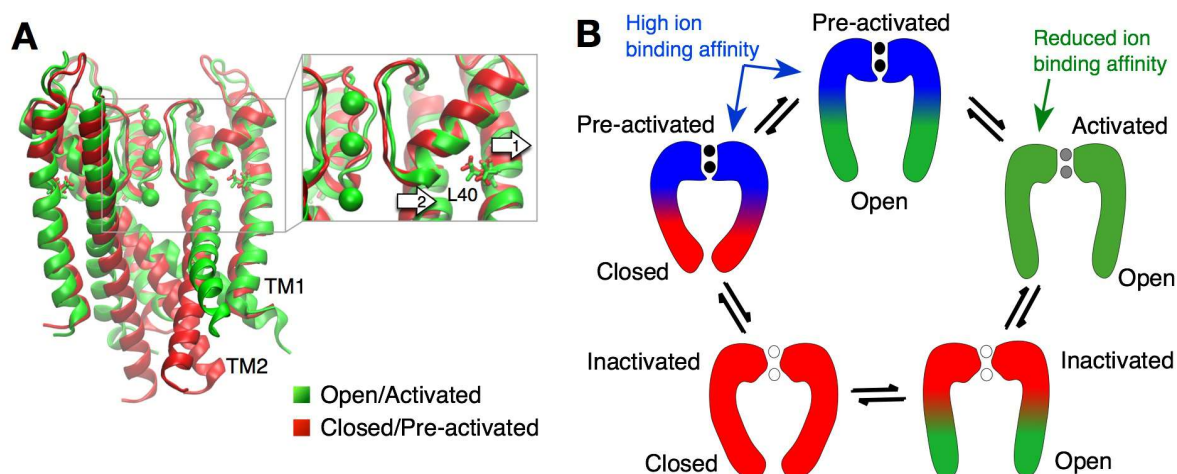 A
1
2
L40
TM1
TM2
Open/Activated
Closed/Pre-activated
B
High ion
binding affinity
Pre-activated
Open
Reduced ion
binding affinity
Pre-activated
Closed
Activated
Open
Inactivated
Closed
Inactivated
Open